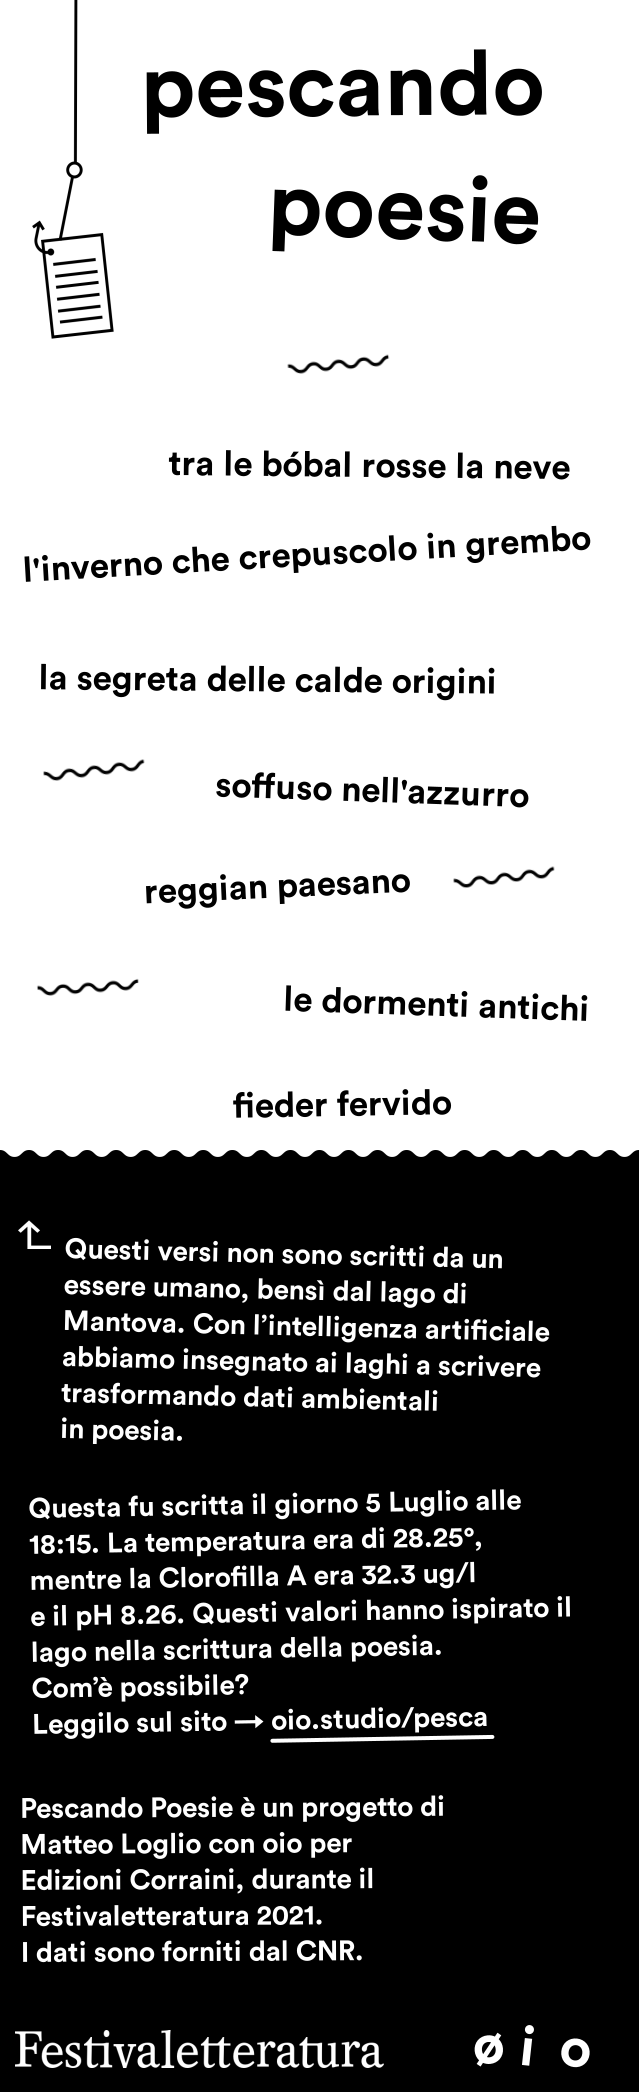 pescando
poesie
tra le bóbal rosse la neve
l'inverno che crepuscolo in grembo
la segreta delle calde origini
soffuso nell'azzurro
reggian paesano
le dormenti antichi
fieder fervido
Questi versi non sono scritti da un
essere umano, bensì dal lago di
Mantova. Con l’intelligenza artificiale
abbiamo insegnato ai laghi a scrivere
trasformando dati ambientali
in poesia.
Questa fu scritta il giorno 5 Luglio alle
18:15. La temperatura era di 28.25°,
mentre la Clorofilla A era 32.3 ug/l
e il pH 8.26. Questi valori hanno ispirato il
lago nella scrittura della poesia.
Com’è possibile?
Leggilo sul sito → oio.studio/pesca
Pescando Poesie è un progetto di
Matteo Loglio con oio per
Edizioni Corraini, durante il
Festivaletteratura 2021.
I dati sono forniti dal CNR.
Festivaletteratura øio